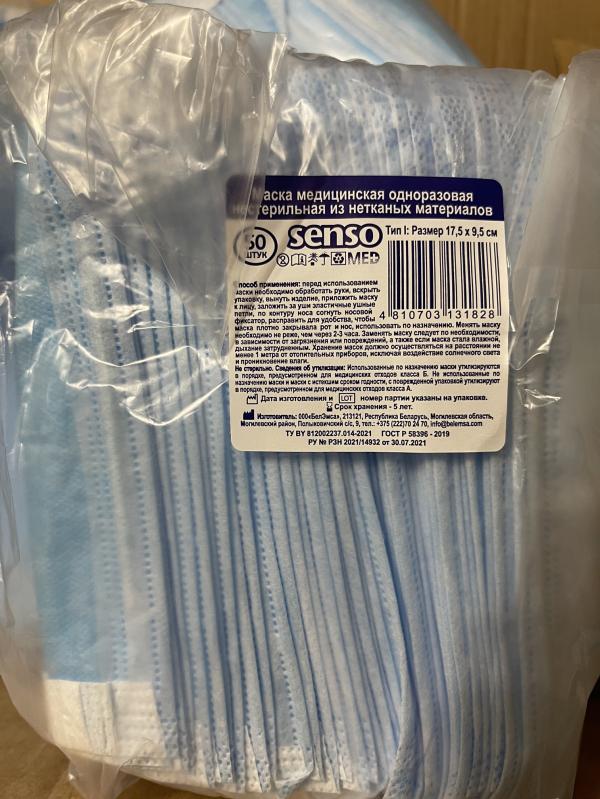 Маска медицинская одноразовая
нестерильная из нетканых материалов
50
ШТУК
senso
MED
Тип I: Размер 17,5 х 9,5 см
4 810703 131828
пособ применения: перед использованием
маски необходимо обработать руки, вскрыть
упаковку, вынуть изделие, приложить маску
к лицу, заложить за уши эластичные ушные
петли, по контуру носа согнуть носовой
фиксатор, расправить для удобства, чтобы
маска плотно закрывала рот и нос, использовать по назначению. Менять маску
необходимо не реже, чем через 2-3 часа. Заменять маску следует по необходимости,
в зависимости от загрязнения или повреждений, а также если маска стала влажной,
дыхание затрудненным. Хранение масок должно осуществляться на расстоянии не
менее 1 метра от отопительных приборов, исключая воздействие солнечного света
и проникновение влаги.
Не стерильно. Сведения об утилизации: Использованные по назначению маски утилизируются
в порядке, предусмотренном для медицинских отходов класса Б. Не использованные по
назначению маски и маски с истекшим сроком годности, с поврежденной упаковкой утилизируют
в порядке, предусмотренном для медицинских отходов класса А.
Дата изготовления и LOT номер партии указаны на упаковке.
Срок хранения - 5 лет.
Изготовитель: ООО«БелЭмса», 213121, Республика Беларусь, Могилевская область,
Могилевский район, Полыковичский с/с, 9, тел.: +375 (222)70 24 70, info@belemsa.com
ТУ BY 812002237.014-2021 ГОСТ Р 58396 - 2019
РУ № РЗН 2021/14932 от 30.07.2021